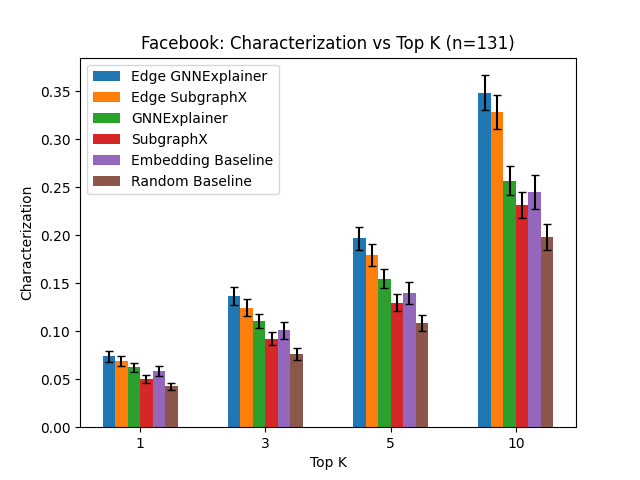 Facebook: Characterization vs Top K (n=131)
Edge GNNExplainer
Edge SubgraphX
GNNExplainer
SubgraphX
Embedding Baseline
Random Baseline
Characterization
0.35
0.30
0.25
0.20
0.15
0.10
0.05
0.00
1 3 5 10
Top K